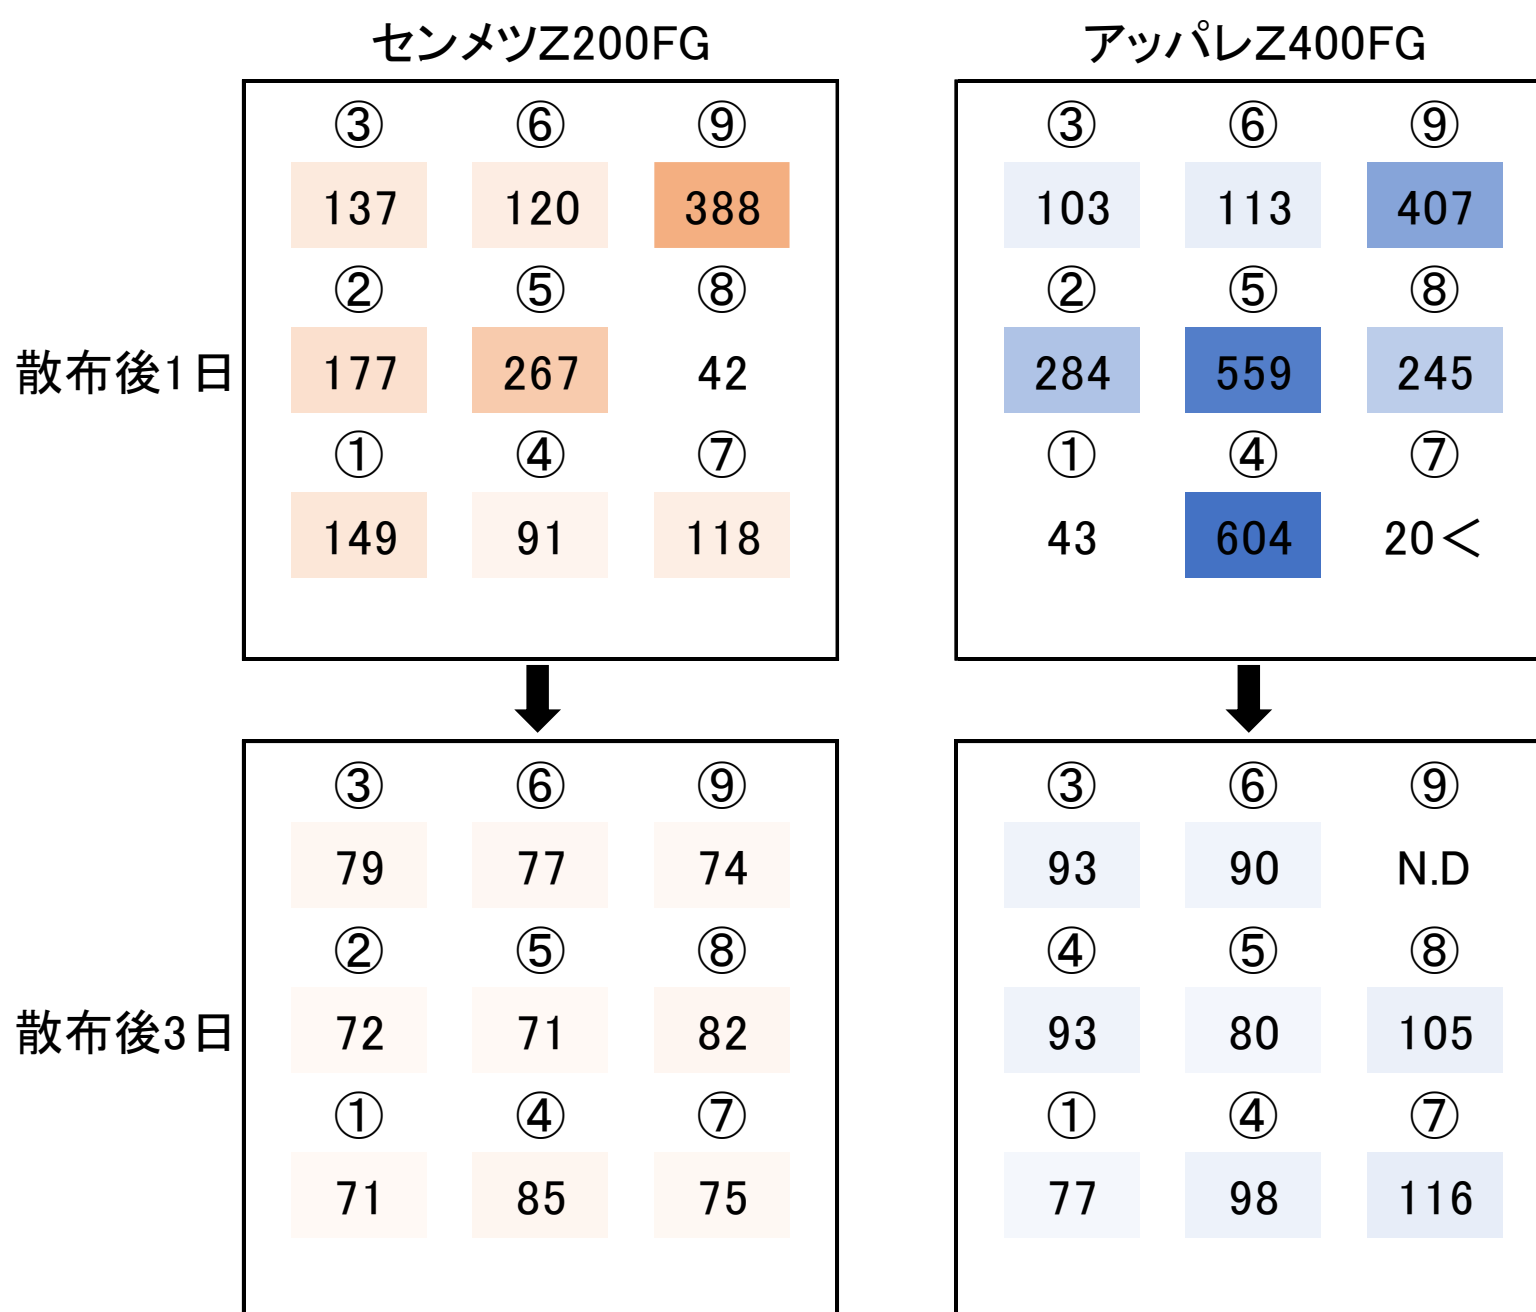 センメツZ200FG アッパレZ400FG
③ ⑥ ⑨ ③ ⑥ ⑨
137 120 388 103 113 407
② ⑤ ⑧ ② ⑤ ⑧
散布後1日 177 267 42 284 559 245
① ④ ⑦ ① ④ ⑦
149 91 118 43 604 20<
③ ⑥ ⑨ ③ ⑥ ⑨
79 77 74 93 90 N.D
② ⑤ ⑧ ④ ⑤ ⑧
散布後3日 72 71 82 93 80 105
① ④ ⑦ ① ④ ⑦
71 85 75 77 98 116